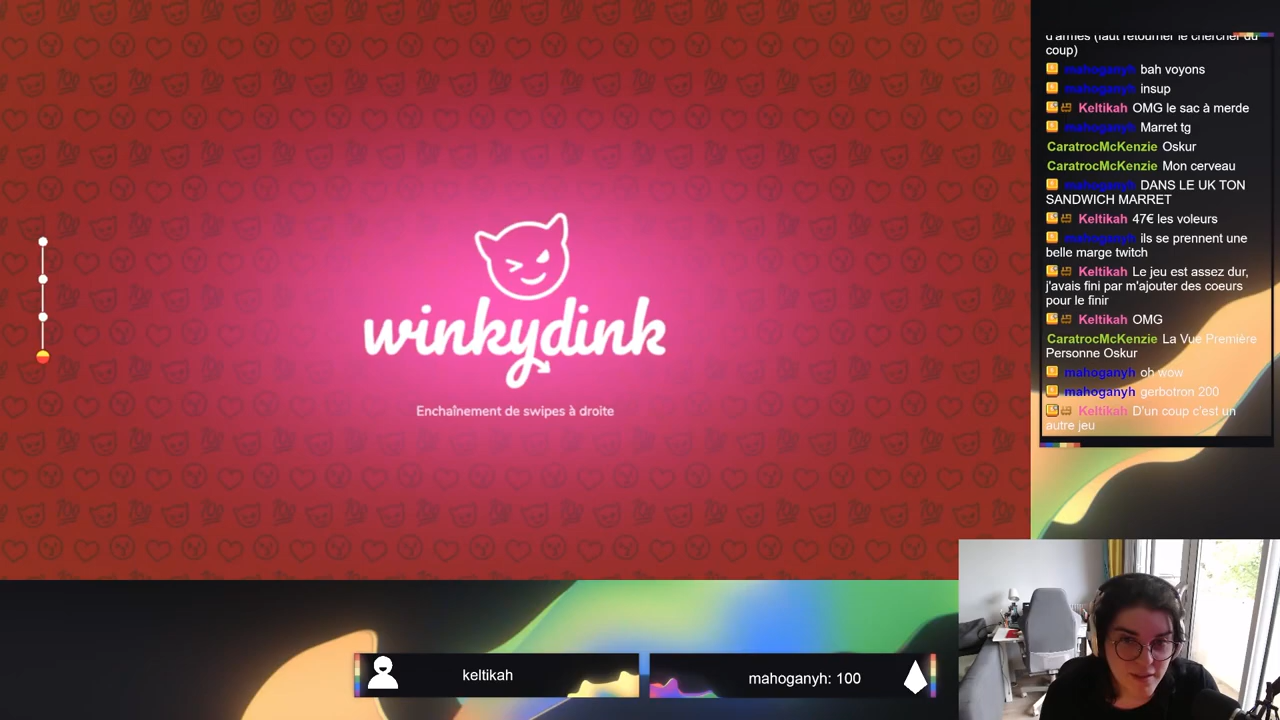 winkydink
Enchaînement de swipes à droite
d'armes (faut retourner le chercher du
coup)
mahoganyh bah voyons
mahoganyh insup
Keltikah OMG le sac à merde
mahoganyh Marret tg
CaratrocMcKenzie Oskur
CaratrocMcKenzie Mon cerveau
mahoganyh DANS LE UK TON
SANDWICH MARRET
Keltikah 47€ les voleurs
mahoganyh ils se prennent une
belle marge twitch
Keltikah Le jeu est assez dur,
j'avais fini par m'ajouter des coeurs
pour le finir
Keltikah OMG
CaratrocMcKenzie La Vue Première
Personne Oskur
mahoganyh oh wow
mahoganyh gerbotron 200
Keltikah D'un coup c'est un
autre jeu
keltikah
mahoganyh: 100